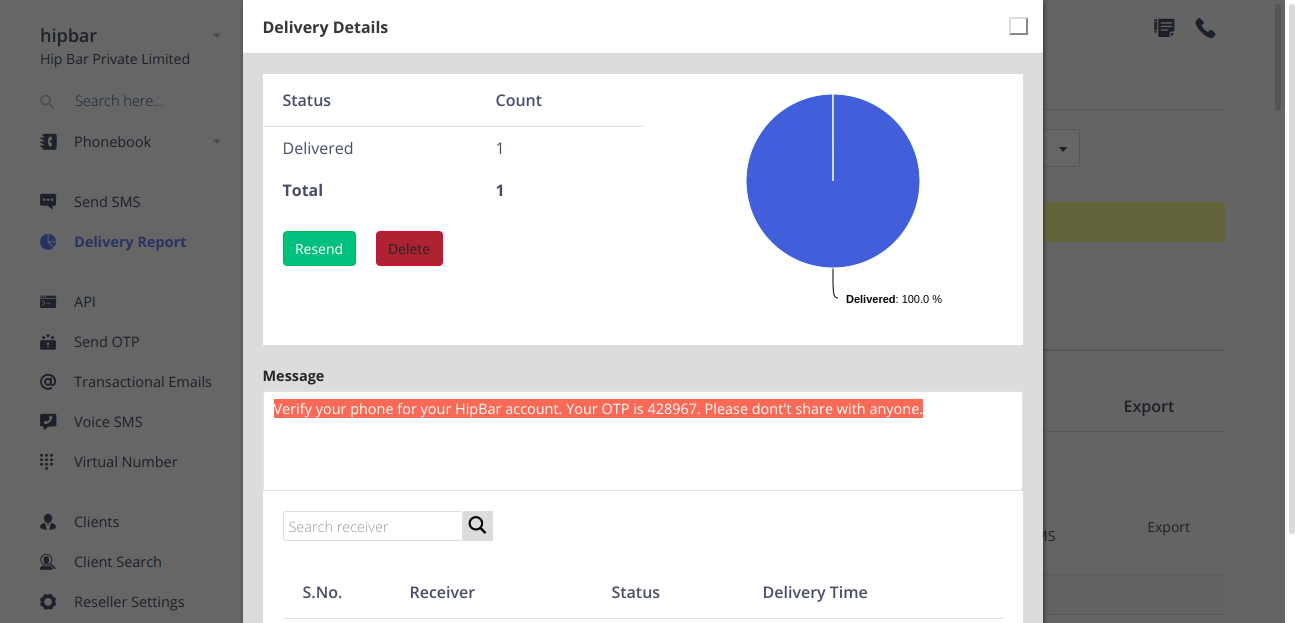 hipbar
Hip Bar Private Limited
Search here...
Phonebook
Send SMS
Delivery Report
API
Send OTP
Transactional Emails
Voice SMS
Virtual Number
Clients
Client Search
Reseller Settings
Delivery Details
Status Count
Delivered 1
Total 1
Resend Delete
Delivered: 100.0 %
Message
Verify your phone for your HipBar account. Your OTP is 428967. Please dont't share with anyone.
Search receiver
S.No. Receiver Status Delivery Time
Export
Export